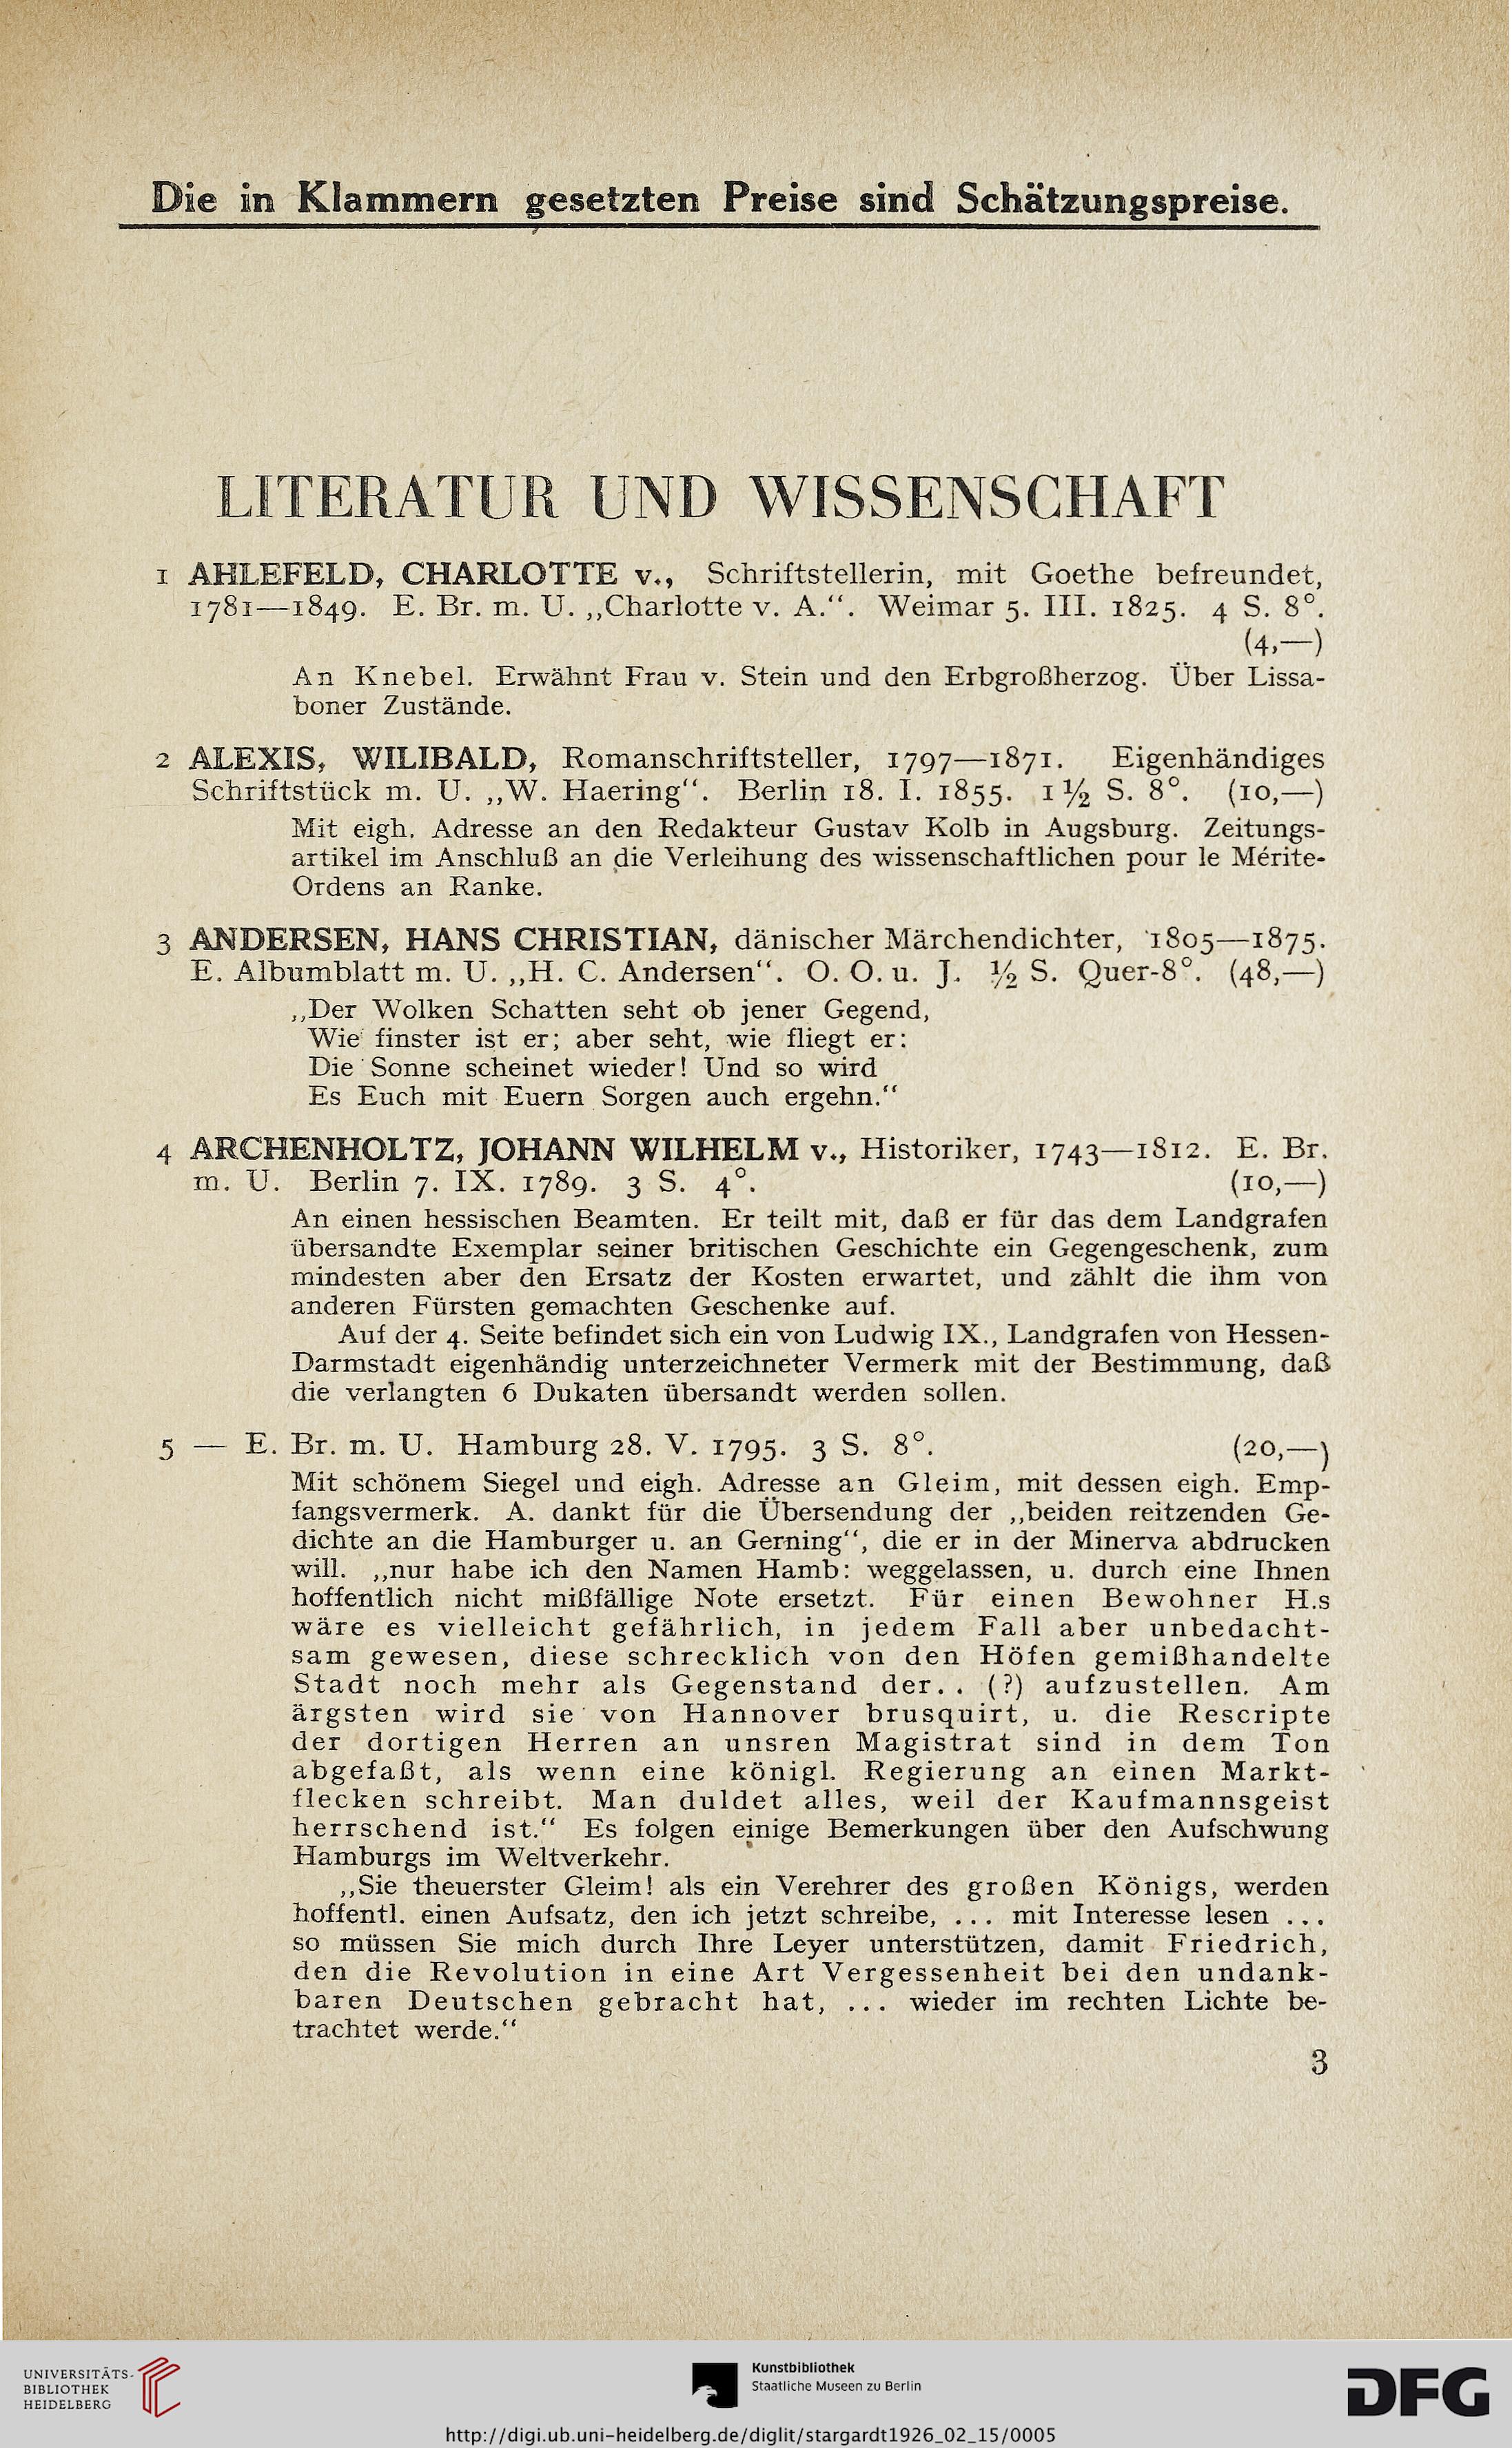 Die in Klammern gesetzten Preise sind Schätzungspreise.
LITERATUR UND WISSENSCHAFT
1 AHLEFELD, CHARLOTTE v., Schriftstellerin, mit Goethe befreundet,
1781—1849. E. Br. m. U. „Charlotte v. A.“. Weimar 5. III. 1825. 4 S. 8°.
(4,—)
An Knebel. Erwähnt Frau v. Stein und den Erbgroßherzog. Über Lissa-
boner Zustände.
2 ALEXIS, WILIBALD, Romanschriftsteller, 1797—1871. Eigenhändiges
Schriftstück m. U. „W. Haering“. Berlin 18. I. 1855. 1½ S. 8°. (10,—)
Mit eigh. Adresse an den Redakteur Gustav Kolb in Augsburg. Zeitungs-
artikel im Anschluß an die Verleihung des wissenschaftlichen pour le Mérite-
Ordens an Ranke.
3 ANDERSEN, HANS CHRISTIAN, dänischer Märchendichter, 1805—1875.
E. Albumblatt m. U. „H. C. Andersen“. O. O. u. J. ½ S. Quer-8°. (48,—)
„Der Wolken Schatten seht ob jener Gegend,
Wie finster ist er; aber seht, wie fliegt er:
Die Sonne scheinet wieder! Und so wird
Es Euch mit Euern Sorgen auch ergehn.“
4 ARCHENHOLTZ, JOHANN WILHELM v., Historiker, 1743—1812. E. Br.
m. U. Berlin 7. IX. 1789. 3 S. 4°. (10,—)
An einen hessischen Beamten. Er teilt mit, daß er für das dem Landgrafen
übersandte Exemplar seiner britischen Geschichte ein Gegengeschenk, zum
mindesten aber den Ersatz der Kosten erwartet, und zählt die ihm von
anderen Fürsten gemachten Geschenke auf.
Auf der 4. Seite befindet sich ein von Ludwig IX., Landgrafen von Hessen-
Darmstadt eigenhändig unterzeichneter Vermerk mit der Bestimmung, daß
die verlangten 6 Dukaten übersandt werden sollen.
5 — E. Br. m. U. Hamburg 28. V. 1795. 3 S. 8°. (20,—)
Mit schönem Siegel und eigh. Adresse an Gleim, mit dessen eigh. Emp-
fangsvermerk. A. dankt für die Übersendung der „beiden reitzenden Ge-
dichte an die Hamburger u. an Gerning“, die er in der Minerva abdrucken
will. „nur habe ich den Namen Hamb: weggelassen, u. durch eine Ihnen
hoffentlich nicht mißfällige Note ersetzt. Für einen Bewohner H.s
wäre es vielleicht gefährlich, in jedem Fall aber unbedacht-
sam gewesen, diese schrecklich von den Höfen gemißhandelte
Stadt noch mehr als Gegenstand der.. (?) aufzustellen. Am
ärgsten wird sie von Hannover brusquirt, u. die Rescripte
der dortigen Herren an unsren Magistrat sind in dem Ton
abgefaßt, als wenn eine königl. Regierung an einen Markt-
flecken schreibt. Man duldet alles, weil der Kaufmannsgeist
herrschend ist.“ Es folgen einige Bemerkungen über den Aufschwung
Hamburgs im Weltverkehr.
„Sie theuerster Gleim! als ein Verehrer des großen Königs, werden
hoffentl. einen Aufsatz, den ich jetzt schreibe, ... mit Interesse lesen ...
so müssen Sie mich durch Ihre Leyer unterstützen, damit Friedrich,
den die Revolution in eine Art Vergessenheit bei den undank-
baren Deutschen gebracht hat, ... wieder im rechten Lichte be-
trachtet werde.“
3
UNIVERSITÄTS-
BIBLIOTHEK
HEIDELBERG
Kunstbibliothek
Staatliche Museen zu Berlin
DFG
http://digi.ub.uni-heidelberg.de/diglit/stargardt1926_02_15/0005